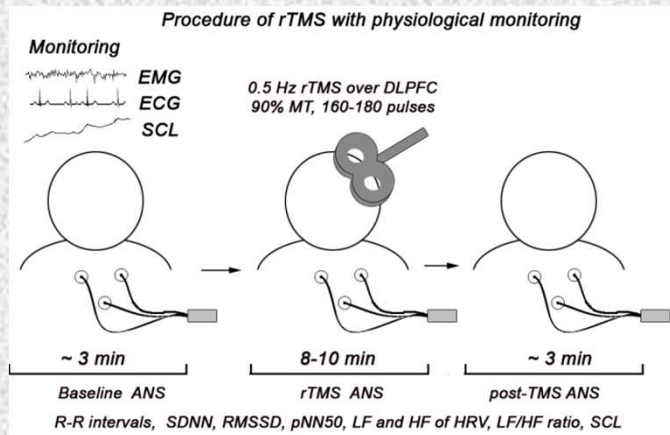 Procedure of rTMS with physiological monitoring
Monitoring
EMG
ECG
SCL
0.5 Hz rTMS over DLPFC
90% MT, 160-180 pulses
~ 3 min
8-10 min
~ 3 min
Baseline ANS
rTMS ANS
post-TMS ANS
R-R intervals, SDNN, RMSSD, pNN50, LF and HF of HRV, LF/HF ratio, SCL